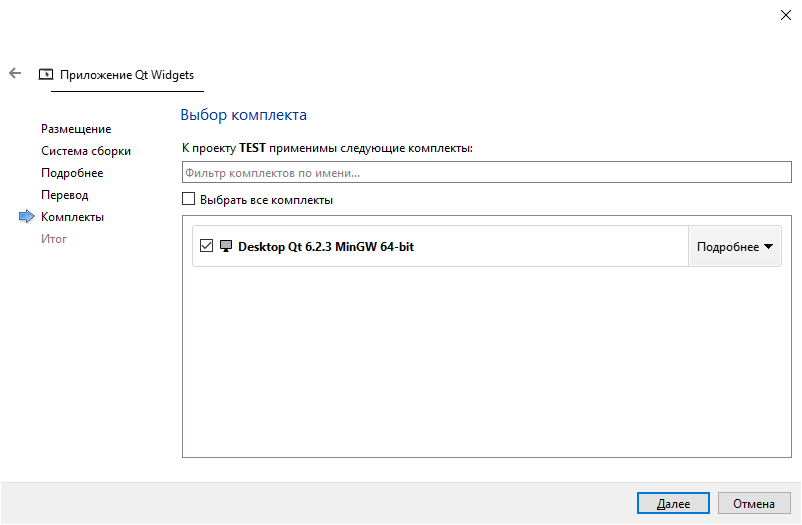 Приложение Qt Widgets
Размещение
Система сборки
Подробнее
Перевод
Комплекты
Итог
Выбор комплекта
К проекту TEST применимы следующие комплекты:
Фильтр комплектов по имени...
Выбрать все комплекты
Desktop Qt 6.2.3 MinGW 64-bit
Подробнее
Далее
Отмена